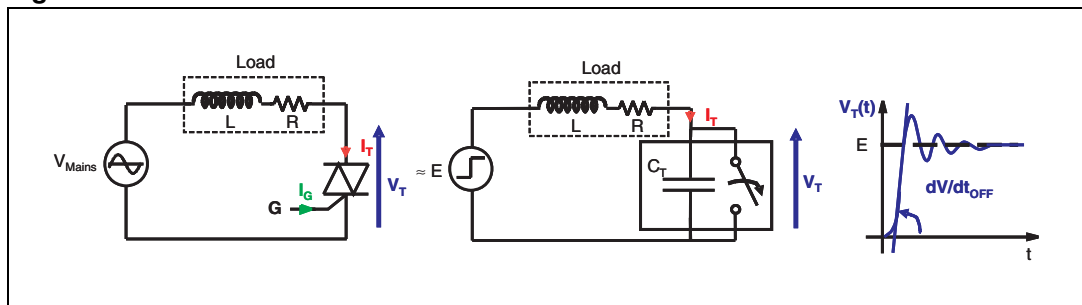 Load
L
R
V_Mains
I_T
V_T
I_G
G
Load
L
R
≈ E
I_T
C_T
V_T
V_T(t)
E
dV/dt_OFF
t